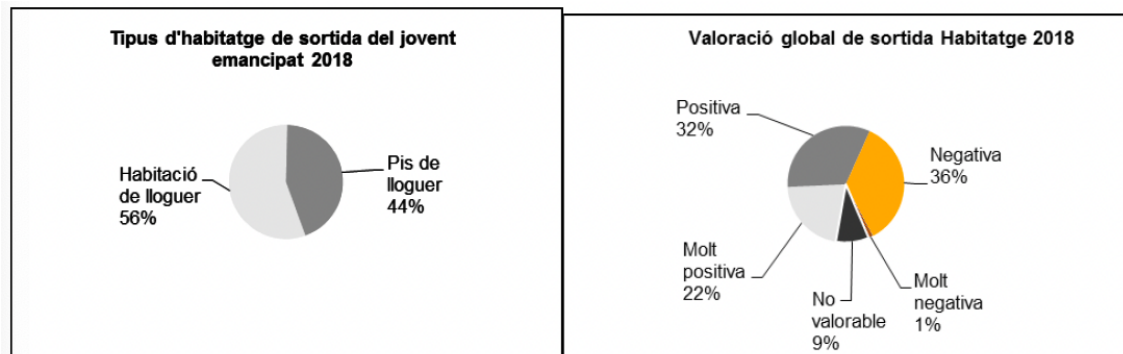 Tipus d'habitatge de sortida del jovent
emancipat 2018
Habitació
de lloguer
56%
Pis de
lloguer
44%
Valoració global de sortida Habitatge 2018
Positiva
32%
Negativa
36%
Molt
positiva
22%
No
valorable
9%
Molt
negativa
1%